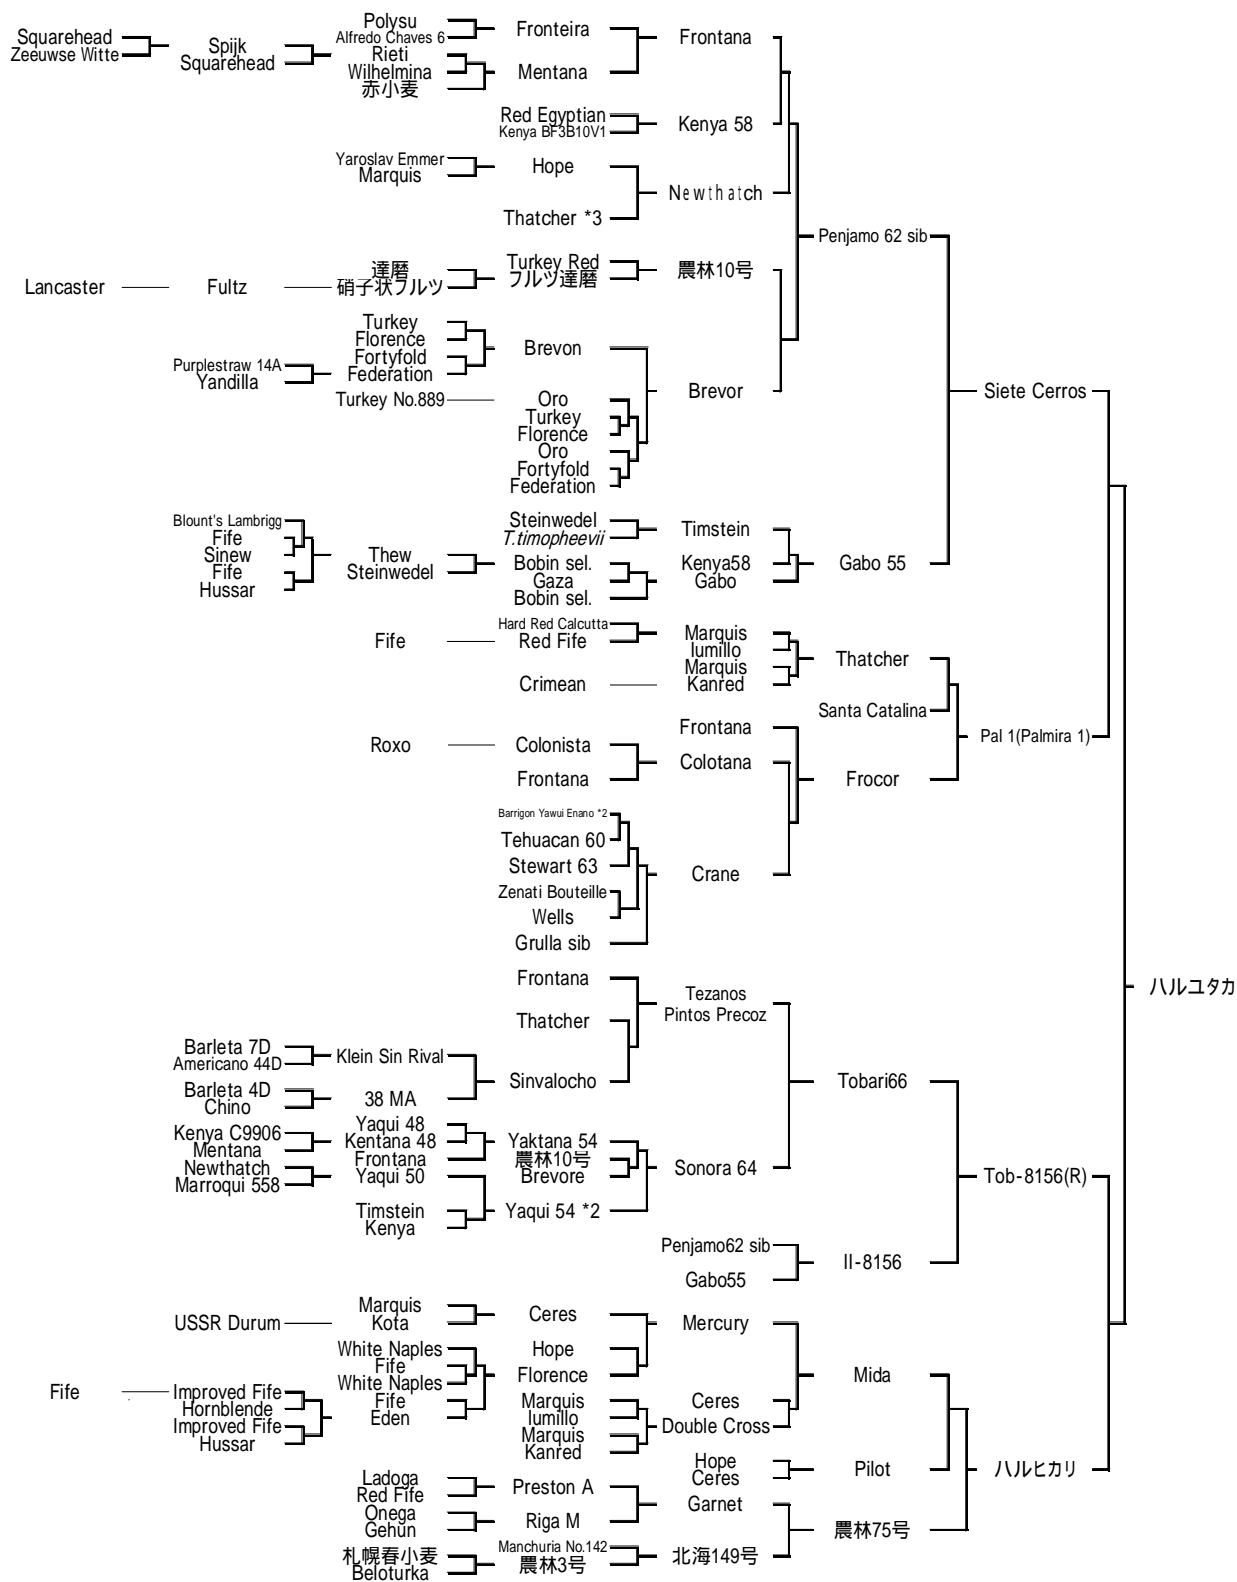 Polysu
Alfredo Chaves 6
Fronteira
Frontana
Squarehead
Zeeuwse Witte
Spijk
Squarehead
Rieti
Wilhelmina
赤小麦
Mentana
Red Egyptian
Kenya BF3B10V1
Kenya 58
Yaroslav Emmer
Marquis
Hope
Newthatch
Thatcher *3
Penjamo 62 sib
Lancaster
Fultz
達磨
硝子状フルツ
Turkey Red
フルツ達磨
農林10号
Turkey
Florence
Fortyfold
Federation
Brevon
Purplestraw 14A
Yandilla
Turkey No.889
Oro
Turkey
Florence
Oro
Fortyfold
Federation
Brevor
Siete Cerros
Blount's Lambrigg
Fife
Sinew
Fife
Hussar
Thew
Steinwedel
Steinwedel
T.timopheevii
Bobin sel.
Gaza
Bobin sel.
Timstein
Kenya58
Gabo
Gabo 55
Fife
Hard Red Calcutta
Red Fife
Crimean
Marquis
Iumillo
Marquis
Kanred
Thatcher
Santa Catalina
Pal 1(Palmira 1)
Roxo
Colonista
Frontana
Frontana
Colotana
Frocor
Barrigon Yawui Enano *2
Tehuacan 60
Stewart 63
Zenati Bouteille
Wells
Grulla sib
Crane
ハルユタカ
Frontana
Thatcher
Tezanos
Pintos Precoz
Barleta 7D
Americano 44D
Klein Sin Rival
Sinvalocho
Barleta 4D
Chino
38 MA
Tobari66
Kenya C9906
Mentana
Newthatch
Marroqui 558
Yaqui 48
Kentana 48
Frontana
Yaqui 50
Timstein
Kenya
Yaktana 54
農林10号
Brevore
Yaqui 54 *2
Sonora 64
Tob-8156(R)
Penjamo62 sib
Gabo55
II-8156
USSR Durum
Marquis
Kota
Ceres
Mercury
White Naples
Fife
White Naples
Fife
Eden
Hope
Florence
Fife
Improved Fife
Hornblende
Improved Fife
Hussar
Marquis
Iumillo
Marquis
Kanred
Ceres
Double Cross
Mida
Hope
Ceres
Pilot
ハルヒカリ
Ladoga
Red Fife
Onega
Gehun
Preston A
Riga M
Garnet
農林75号
札幌春小麦
Beloturka
Manchuria No.142
農林3号
北海149号